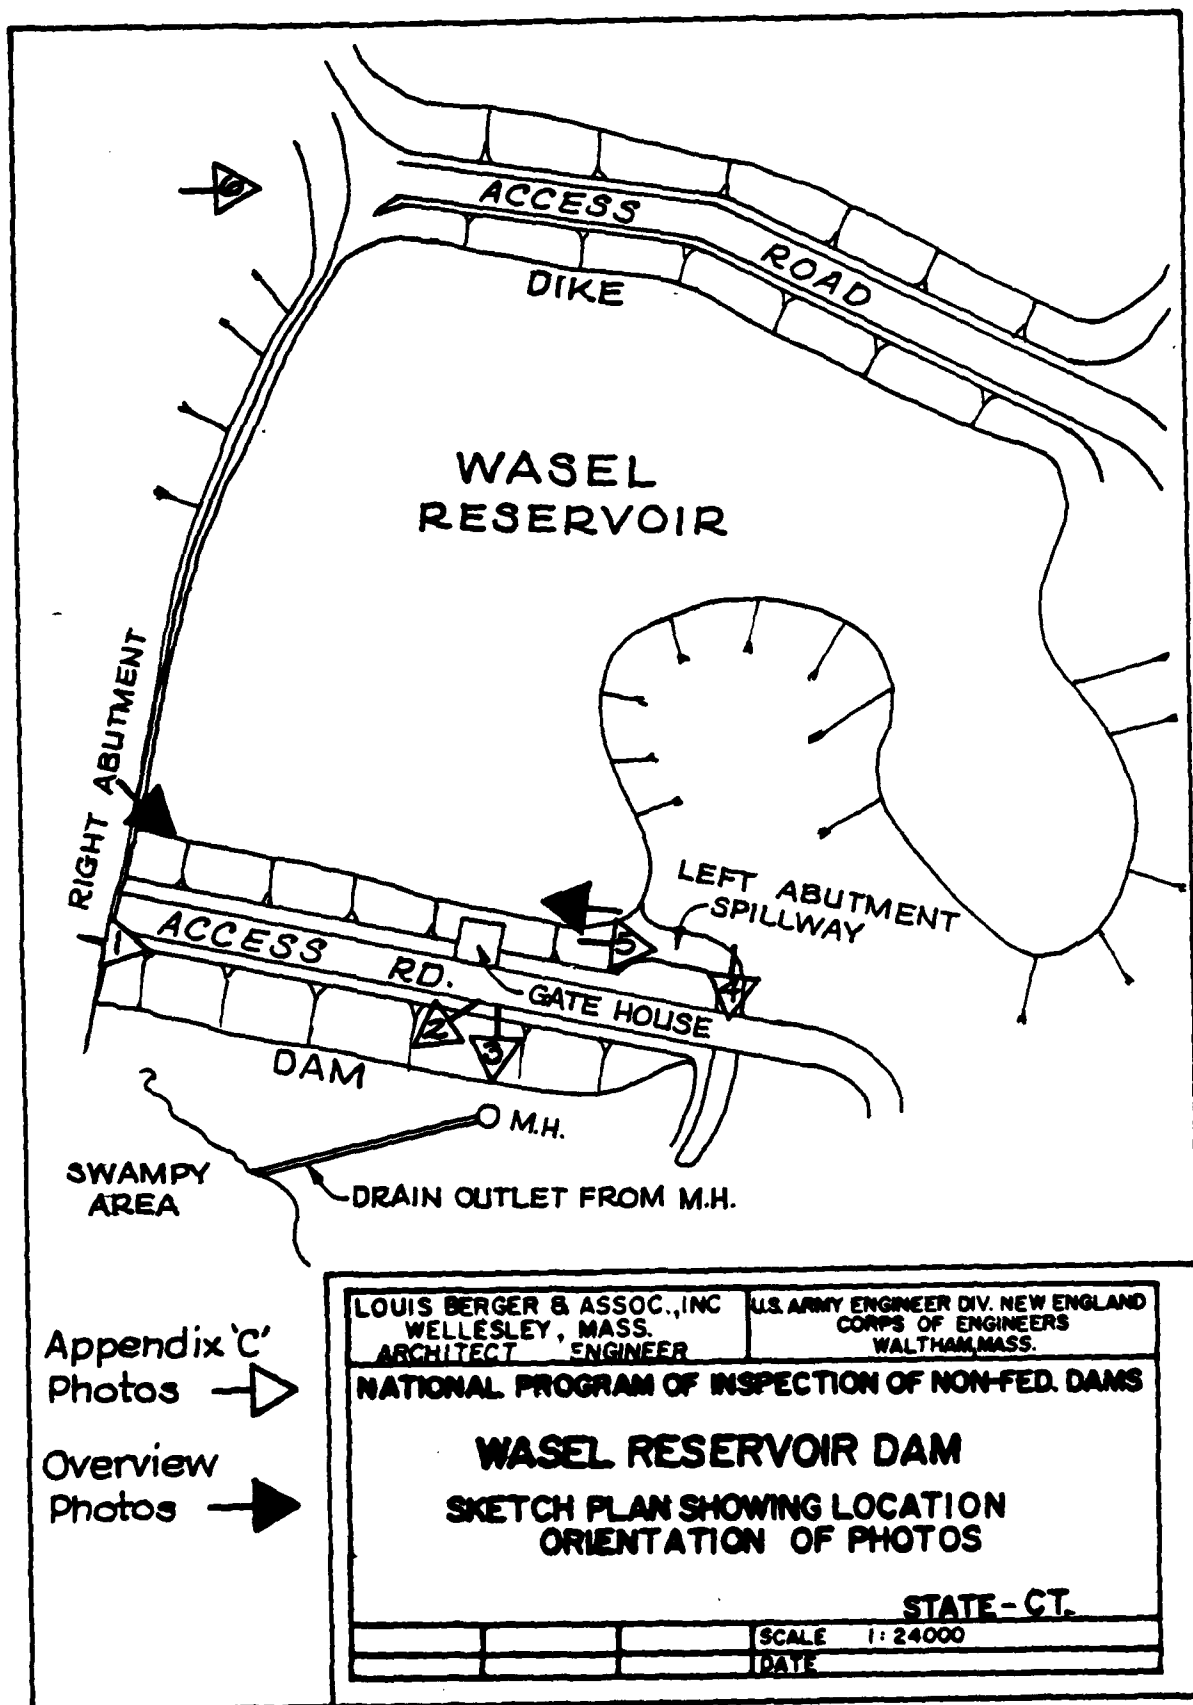 6
ACCESS
ROAD
DIKE
WASEL
RESERVOIR
RIGHT ABUTMENT
LEFT ABUTMENT
SPILLWAY
1
ACCESS RD.
5
4
GATE HOUSE
2
3
DAM
M.H.
SWAMPY
AREA
DRAIN OUTLET FROM M.H.
Appendix 'C'
Photos
Overview
Photos
LOUIS BERGER & ASSOC., INC
WELLESLEY, MASS.
ARCHITECT ENGINEER
U.S. ARMY ENGINEER DIV. NEW ENGLAND
CORPS OF ENGINEERS
WALTHAM, MASS.
NATIONAL PROGRAM OF INSPECTION OF NON-FED. DAMS
WASEL RESERVOIR DAM
SKETCH PLAN SHOWING LOCATION
ORIENTATION OF PHOTOS
STATE - CT.
SCALE 1: 24000
DATE